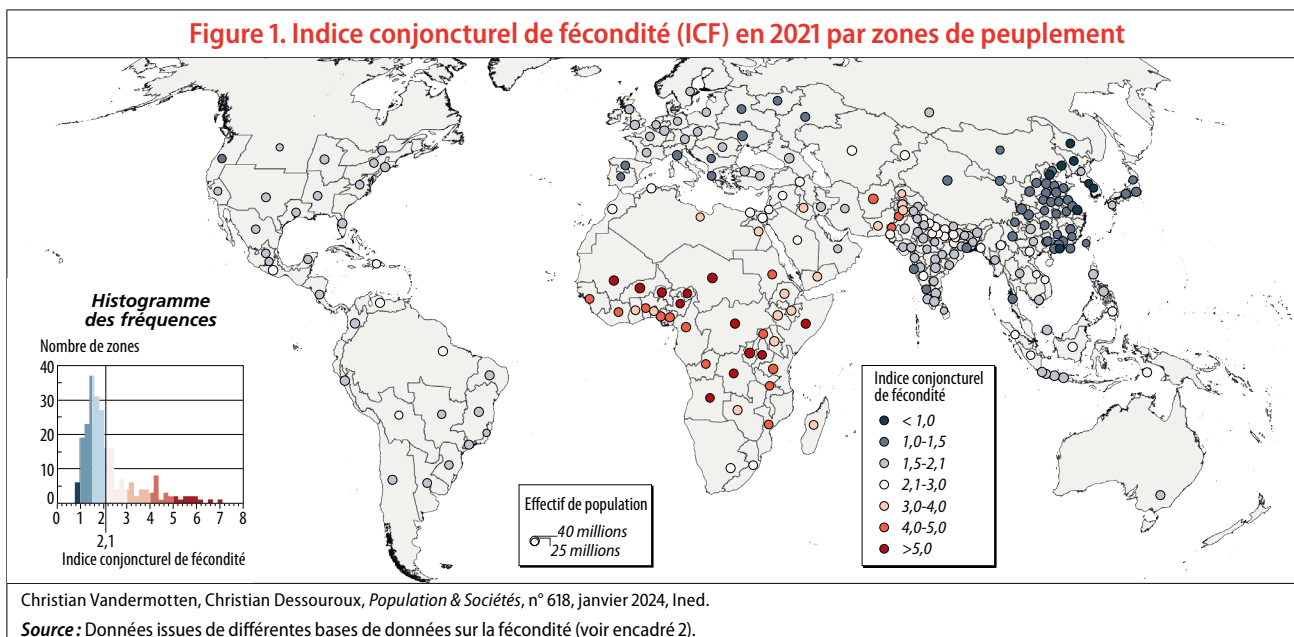 Figure 1. Indice conjoncturel de fécondité (ICF) en 2021 par zones de peuplement
Histogramme
des fréquences
Nombre de zones
40
30
20
10
0
0 1 2 3 4 5 6 7 8
2,1
Indice conjoncturel de fécondité
Effectif de population
40 millions
25 millions
Indice conjoncturel
de fécondité
< 1,0
1,0-1,5
1,5-2,1
2,1-3,0
3,0-4,0
4,0-5,0
>5,0
Christian Vandermotten, Christian Dessouroux, Population & Sociétés, n° 618, janvier 2024, Ined.
Source : Données issues de différentes bases de données sur la fécondité (voir encadré 2).